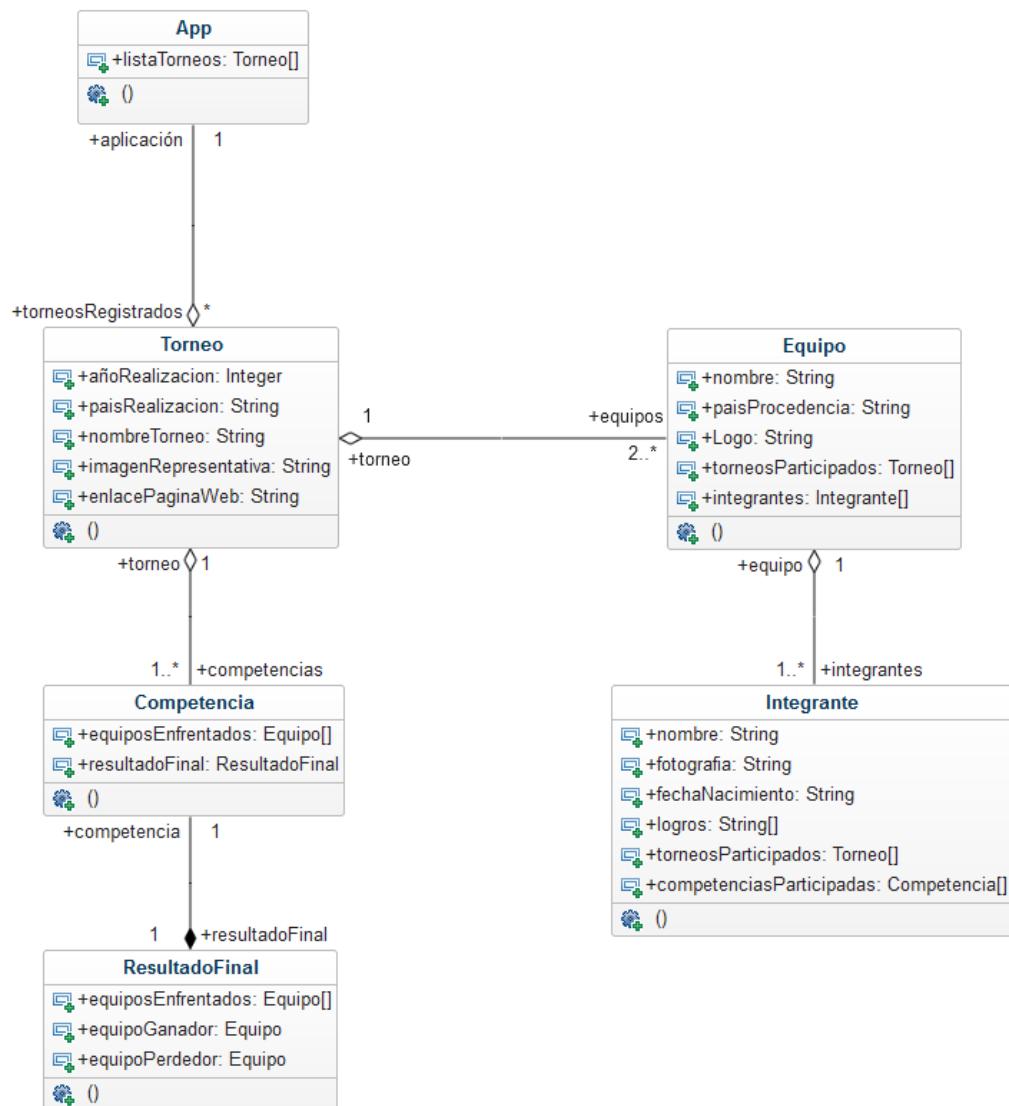 App
+listaTorneos: Torneo[]
()
+aplicación 1
+torneosRegistrados *
Torneo
+añoRealizacion: Integer
+paisRealizacion: String
+nombreTorneo: String
+imagenRepresentativa: String
+enlacePaginaWeb: String
()
1
+torneo
+equipos
2..*
Equipo
+nombre: String
+paisProcedencia: String
+Logo: String
+torneosParticipados: Torneo[]
+integrantes: Integrante[]
()
+torneo 1
1..* +competencias
Competencia
+equiposEnfrentados: Equipo[]
+resultadoFinal: ResultadoFinal
()
+equipo 1
1..* +integrantes
Integrante
+nombre: String
+fotografia: String
+fechaNacimiento: String
+logros: String[]
+torneosParticipados: Torneo[]
+competenciasParticipadas: Competencia[]
()
+competencia 1
1 +resultadoFinal
ResultadoFinal
+equiposEnfrentados: Equipo[]
+equipoGanador: Equipo
+equipoPerdedor: Equipo
()